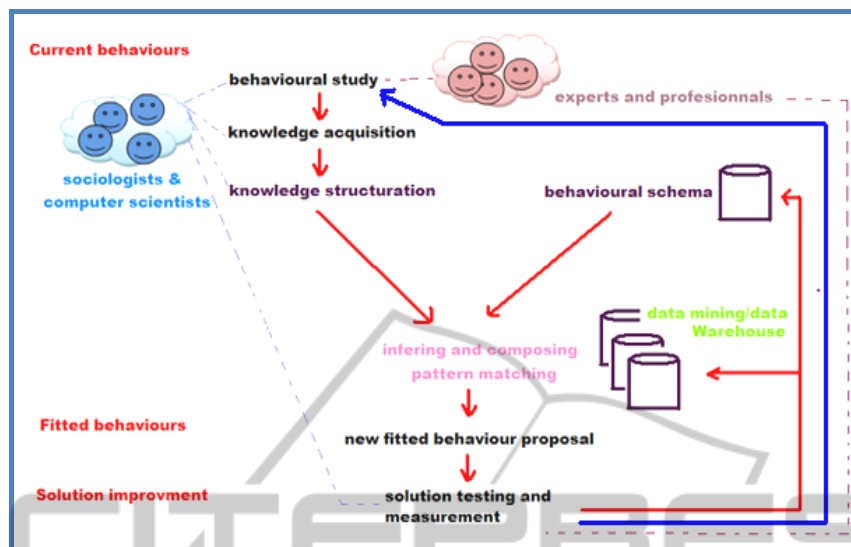 Current behaviours
behavioural study
experts and profesionnals
knowledge acquisition
sociologists &
computer scientists
knowledge structuration
behavioural schema
data mining/data
Warehouse
infering and composing
pattern matching
Fitted behaviours
new fitted behaviour proposal
Solution improvment
solution testing and
measurement